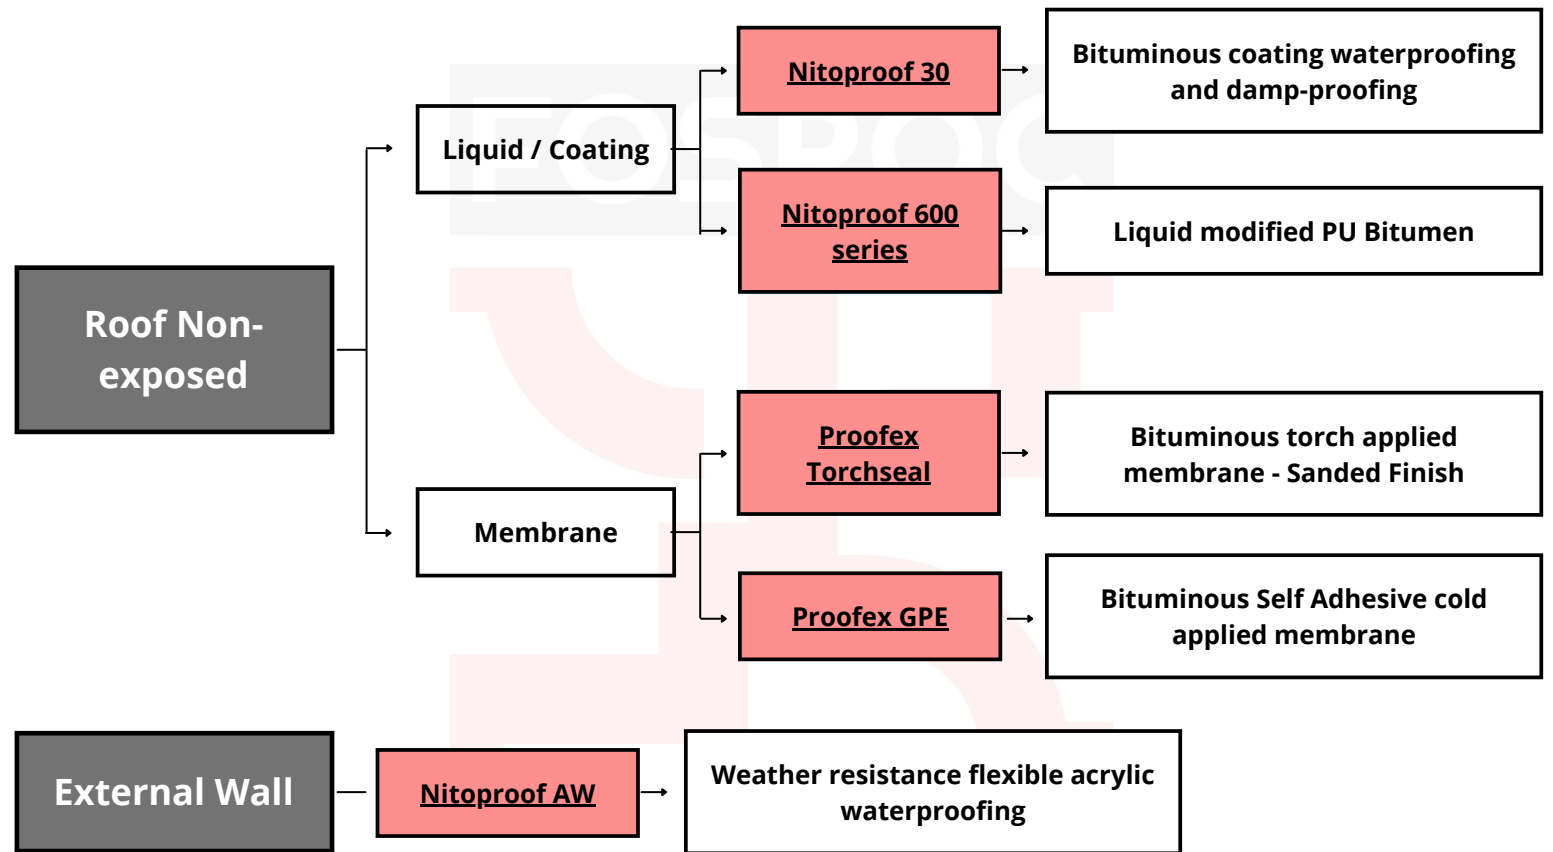 Nitoproof 30
Bituminous coating waterproofing
and damp-proofing
Liquid / Coating
Nitoproof 600
series
Liquid modified PU Bitumen
Roof Non-
exposed
Proofex
Torchseal
Bituminous torch applied
membrane - Sanded Finish
Membrane
Proofex GPE
Bituminous Self Adhesive cold
applied membrane
External Wall
Nitoproof AW
Weather resistance flexible acrylic
waterproofing
FOSROC